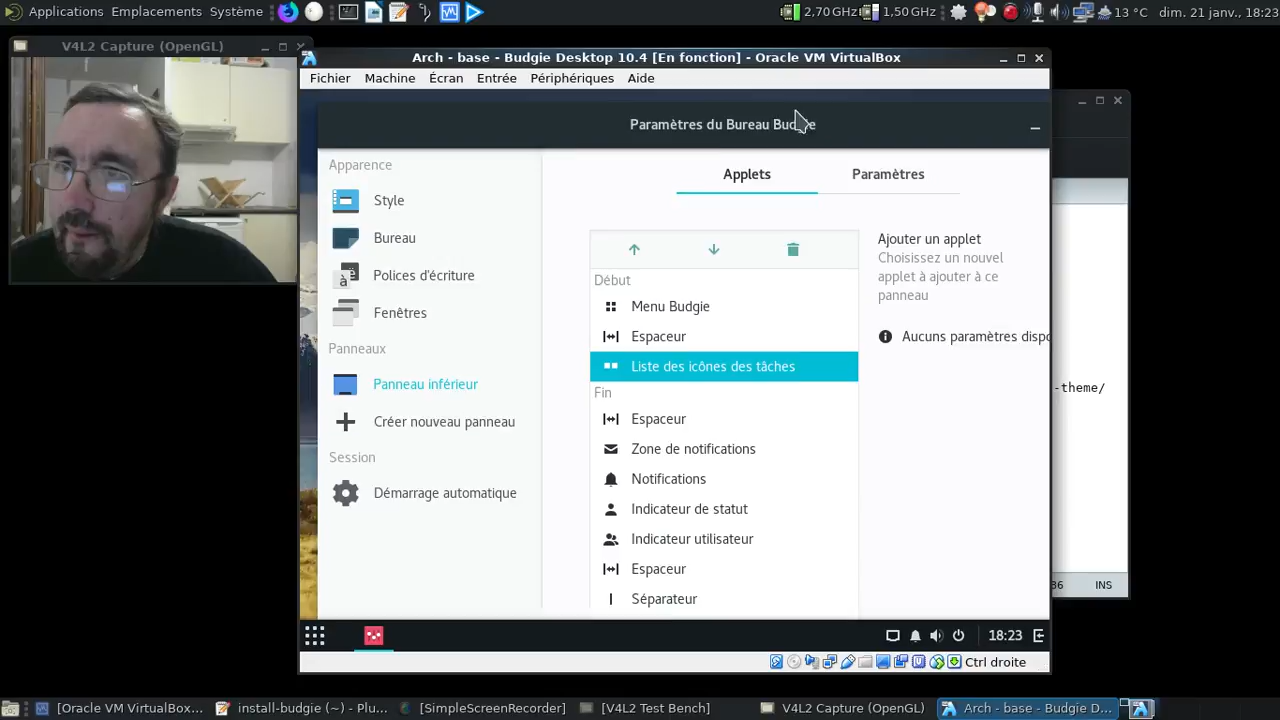 Applications Emplacements Système
2,70 GHz
1,50 GHz
13 °C
dim. 21 janv., 18:23
V4L2 Capture (OpenGL)
Arch - base - Budgie Desktop 10.4 [En fonction] - Oracle VM VirtualBox
Fichier Machine Écran Entrée Périphériques Aide
Paramètres du Bureau Budgie
Apparence
Style
Bureau
Polices d'écriture
Fenêtres
Panneaux
Panneau inférieur
Créer nouveau panneau
Session
Démarrage automatique
Applets
Paramètres
Début
Menu Budgie
Espaceur
Liste des icônes des tâches
Fin
Espaceur
Zone de notifications
Notifications
Indicateur de statut
Indicateur utilisateur
Espaceur
Séparateur
Ajouter un applet
Choisissez un nouvel
applet à ajouter à ce
panneau
Aucuns paramètres dispo
-theme/
86 INS
18:23
Ctrl droite
[Oracle VM VirtualBox...
install-budgie (~) - Plu...
[SimpleScreenRecorder]
[V4L2 Test Bench]
V4L2 Capture (OpenGL)
Arch - base - Budgie D...